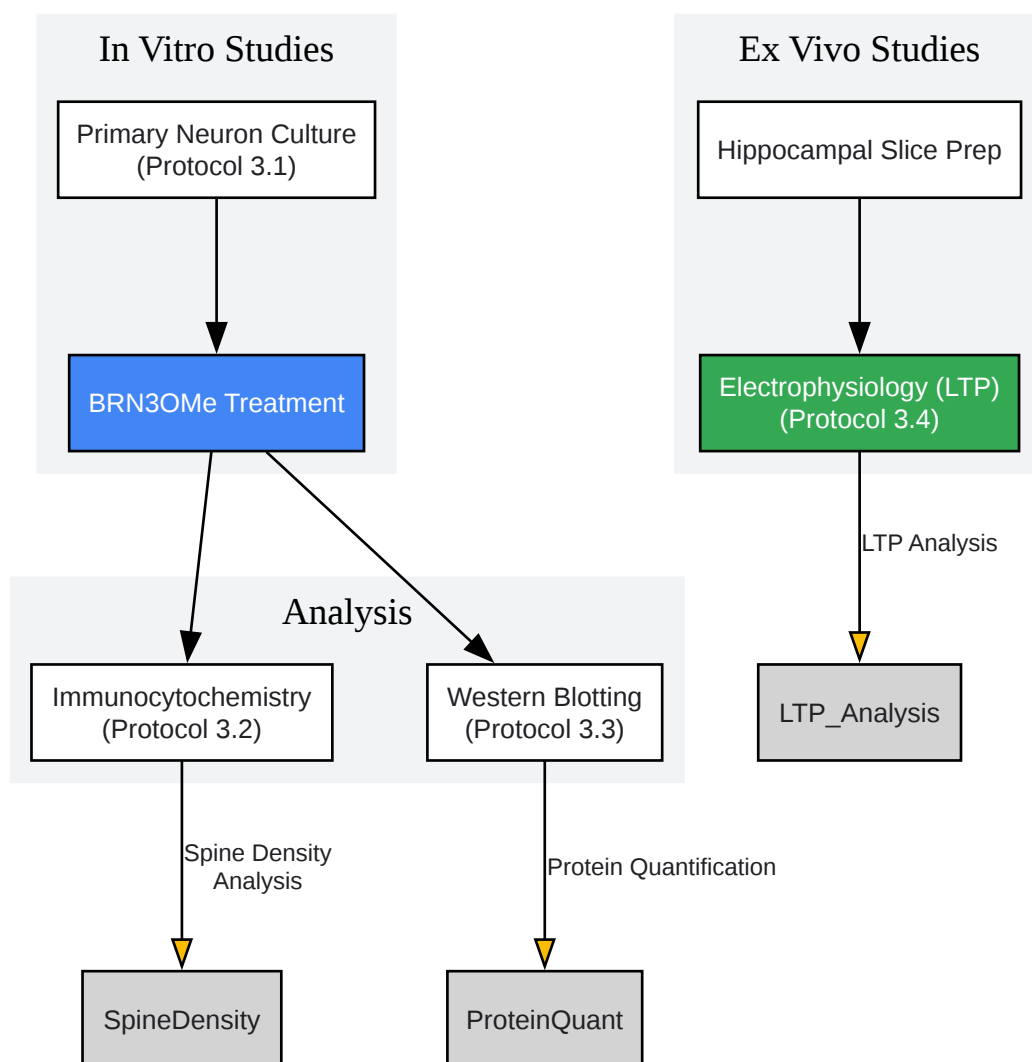 In Vitro Studies
Primary Neuron Culture
(Protocol 3.1)
BRN3OMe Treatment
Ex Vivo Studies
Hippocampal Slice Prep
Electrophysiology (LTP)
(Protocol 3.4)
LTP Analysis
LTP_Analysis
Analysis
Immunocytochemistry
(Protocol 3.2)
Western Blotting
(Protocol 3.3)
Spine Density
Analysis
Protein Quantification
SpineDensity
ProteinQuant